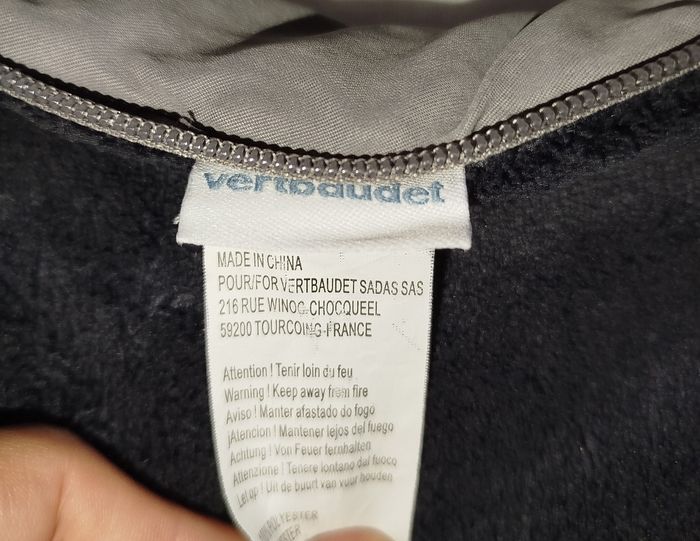 vertbaudet
MADE IN CHINA
POUR/FOR VERTBAUDET SADAS SAS
216 RUE WINOC-CHOCQUEEL
59200 TOURCOING-FRANCE
Attention ! Tenir loin du feu
Warning ! Keep away from fire
Aviso ! Manter afastado do fogo
¡Atencion ! Mantener lejos del fuego
Achtung ! Von Feuer fernhalten
Attenzione ! Tenere lontano dal fuoco
Let op ! Uit de buurt van vuur houden
POLYESTER